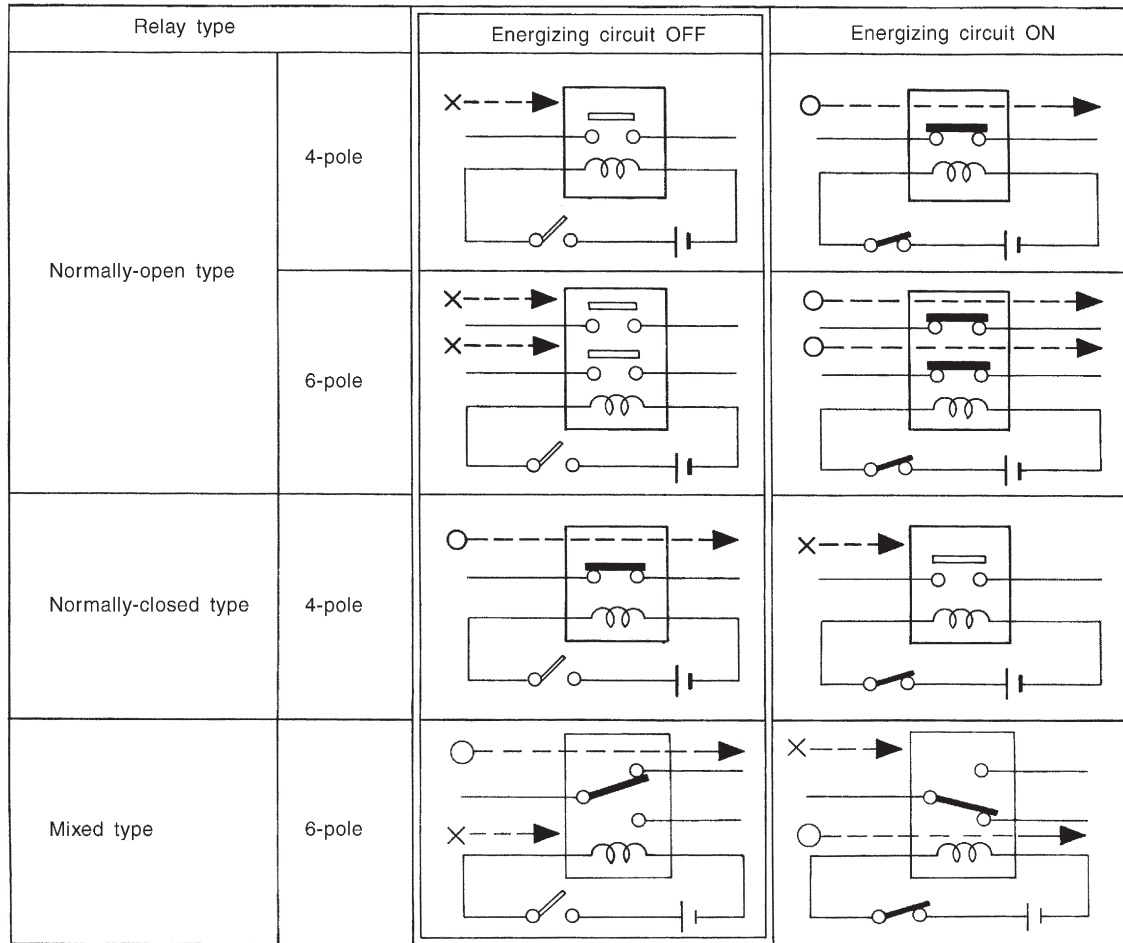 Relay type
Energizing circuit OFF
Energizing circuit ON
Normally-open type
4-pole
6-pole
Normally-closed type
4-pole
Mixed type
6-pole